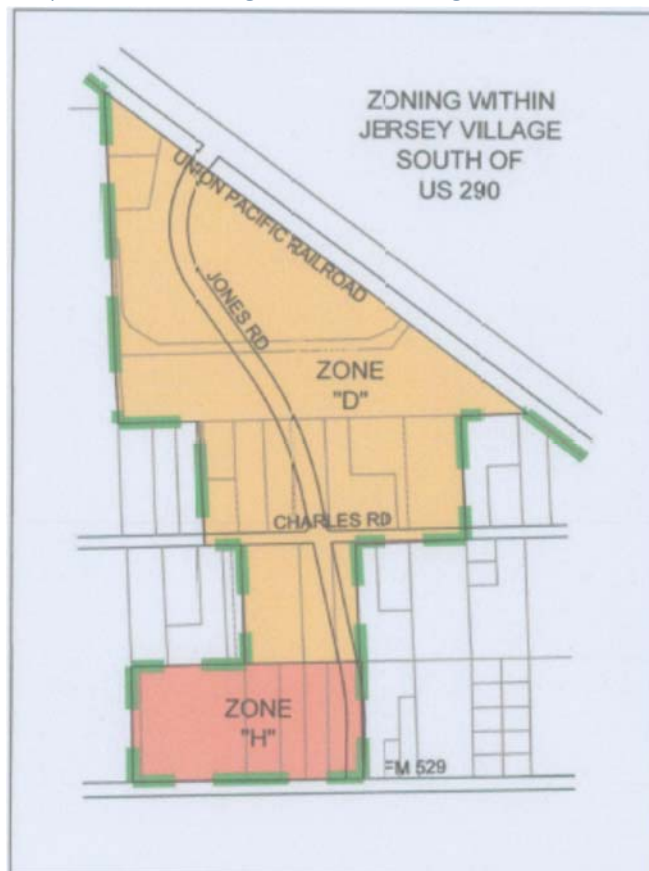 ZONING WITHIN
JERSEY VILLAGE
SOUTH OF
US 290
UNION PACIFIC RAILROAD
JONES RD
ZONE
"D"
CHARLES RD
ZONE
"H"
FM 529